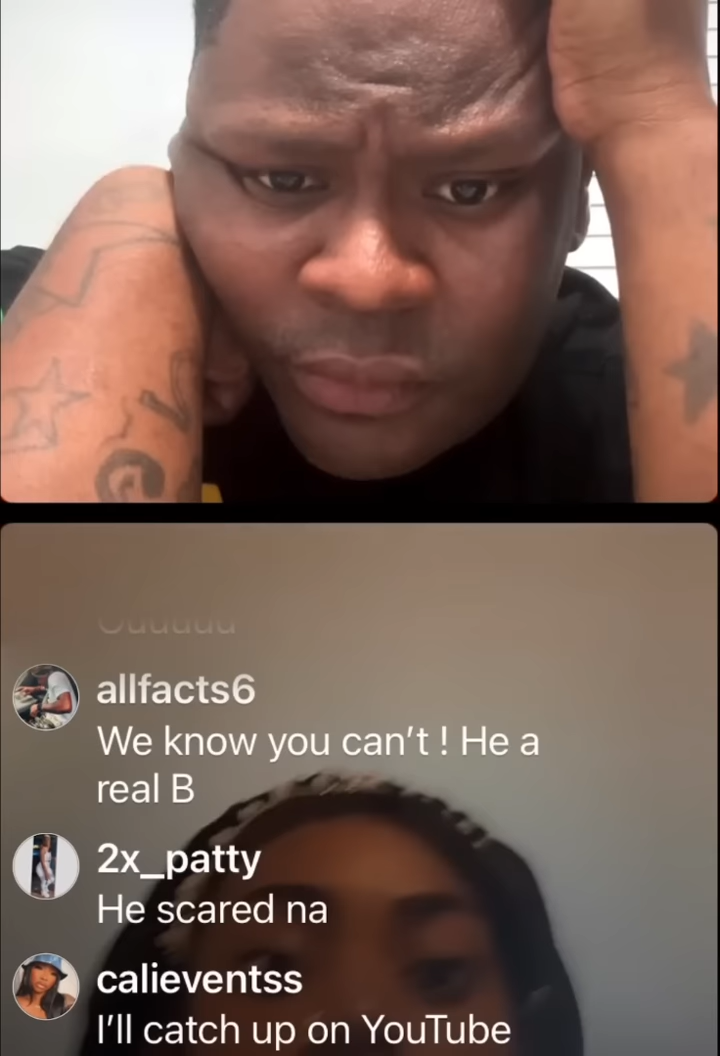 allfacts6
We know you can’t ! He a
real B
2x_patty
He scared na
calieventss
I’ll catch up on YouTube